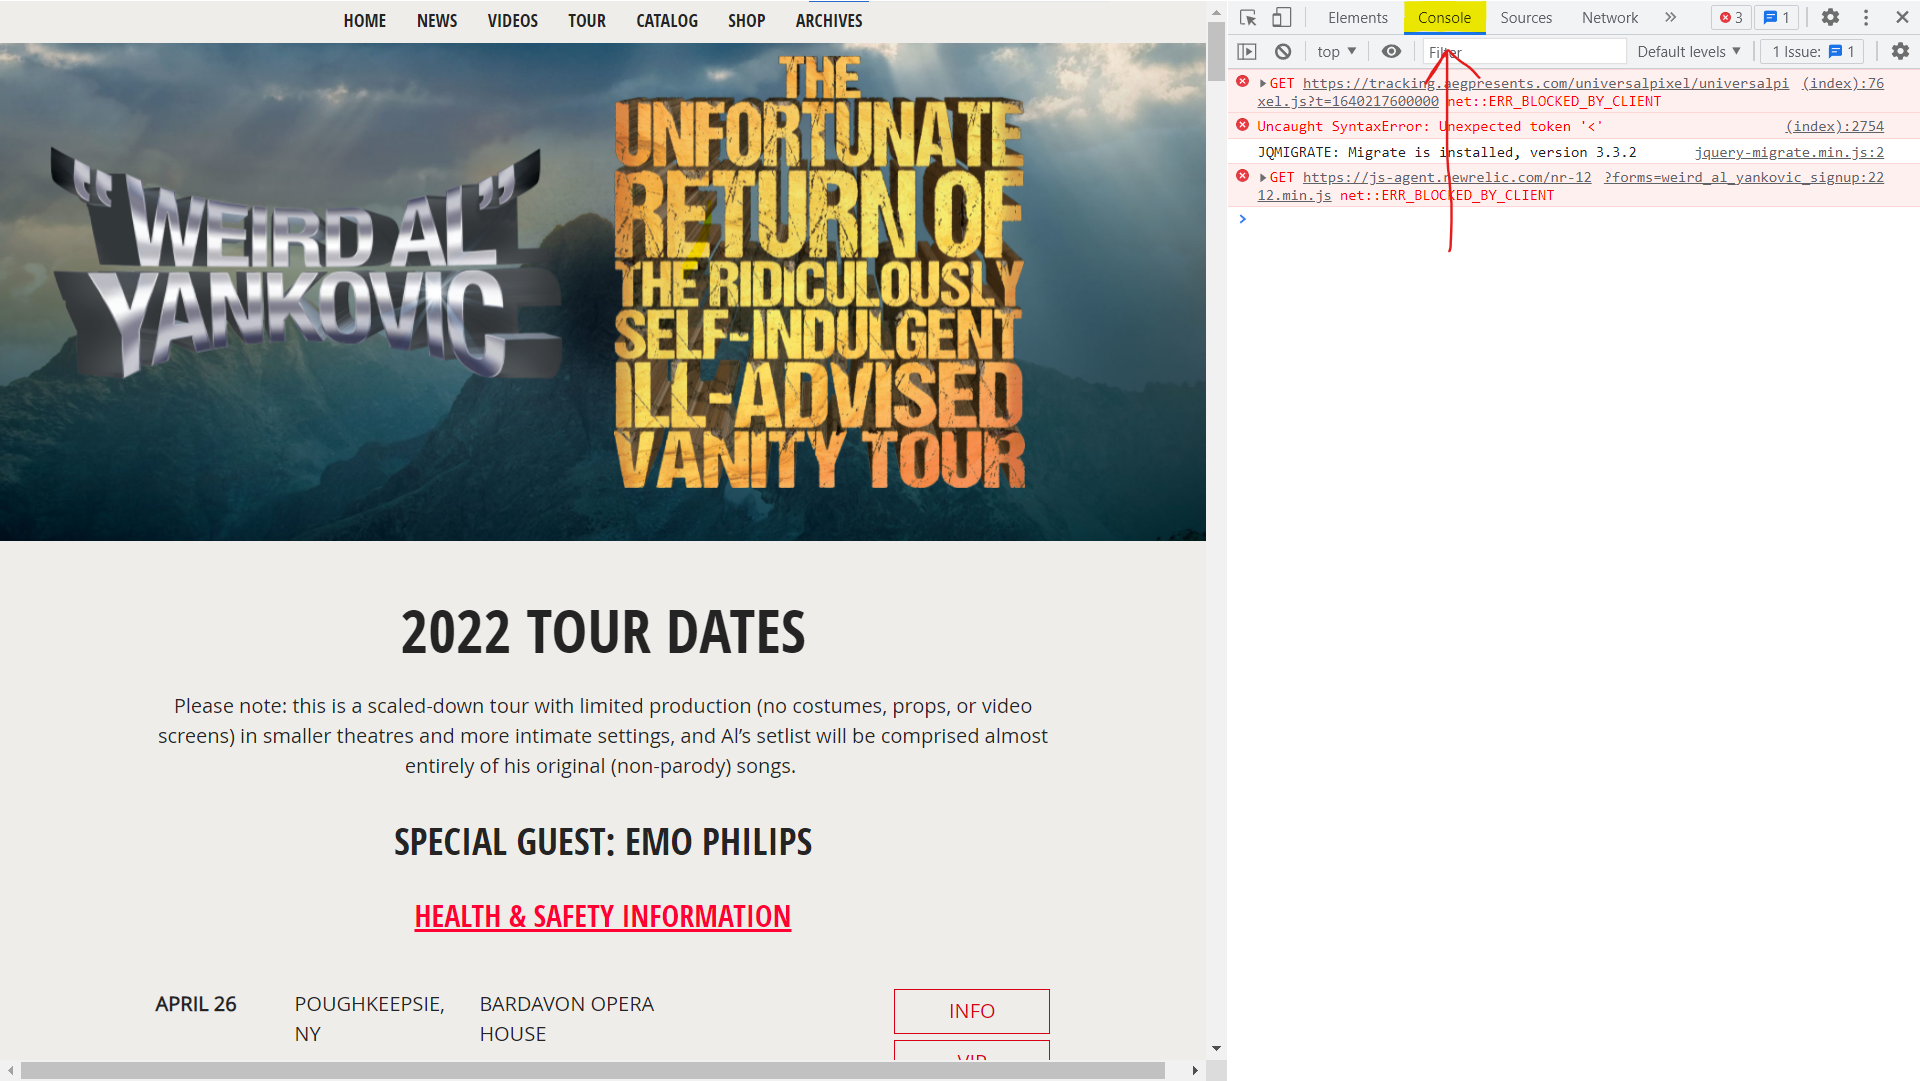 HOME NEWS VIDEOS TOUR CATALOG SHOP ARCHIVES
"WEIRD AL"
YANKOVIC
THE
UNFORTUNATE
RETURN OF
THE RIDICULOUSLY
SELF-INDULGENT
ILL-ADVISED
VANITY TOUR
2022 TOUR DATES
Please note: this is a scaled-down tour with limited production (no costumes, props, or video
screens) in smaller theatres and more intimate settings, and Al’s setlist will be comprised almost
entirely of his original (non-parody) songs.
SPECIAL GUEST: EMO PHILIPS
HEALTH & SAFETY INFORMATION
APRIL 26 POUGHKEEPSIE, BARDAVON OPERA INFO
NY HOUSE
VIP
Elements Console Sources Network 3 1
top Filter Default levels 1 Issue: 1
GET https://tracking.aegpresents.com/universalpixel/universalpi (index):76
xel.js?t=1640217600000 net::ERR_BLOCKED_BY_CLIENT
Uncaught SyntaxError: Unexpected token '<' (index):2754
JQMIGRATE: Migrate is installed, version 3.3.2 jquery-migrate.min.js:2
GET https://js-agent.newrelic.com/nr-12 ?forms=weird_al_yankovic_signup:22
12.min.js net::ERR_BLOCKED_BY_CLIENT